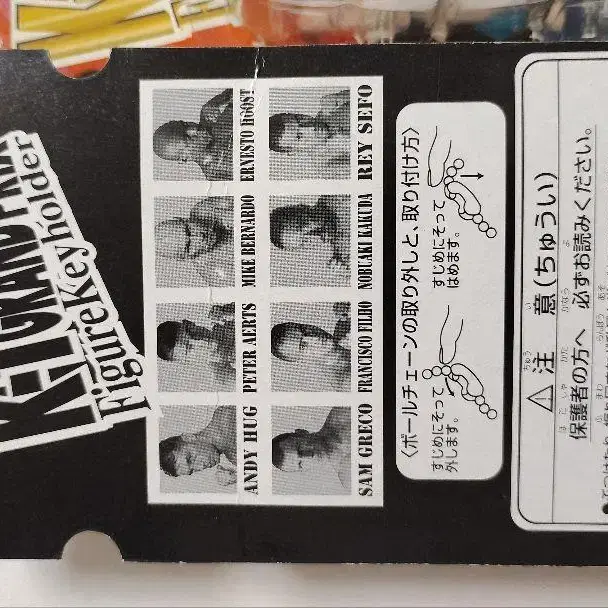 K-1 GRAND PRIX
FigureKeyholder
ANDY HUG PETER AERTS MIKE BERNARDO ERNESTO HOOST
SAM GRECO FRANCISCO FILHO NOBUAKI KAKUDA REY SEFO
〈ボールチェーンの取り外しと、取り付け方〉
すじめにそって
外します。
すじめにそって
はめます。
⚠注意(ちゅうい)
保護者の方へ 必ずお読みください。